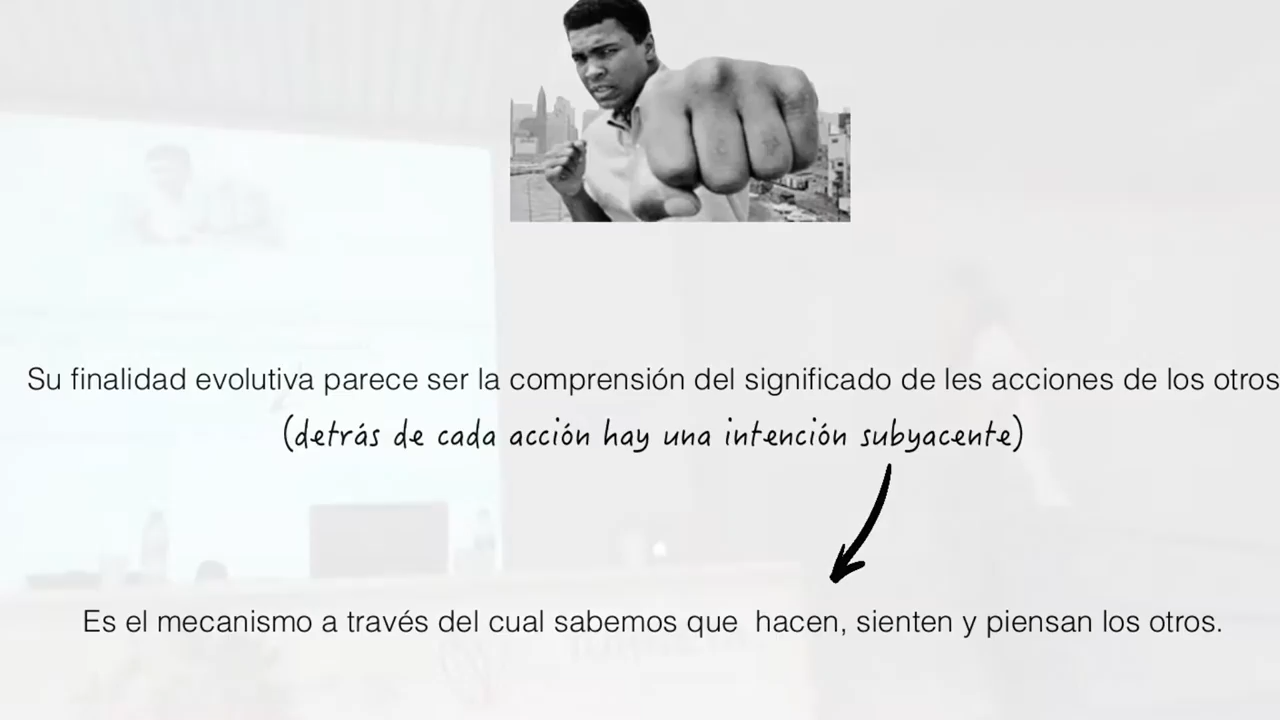 Su finalidad evolutiva parece ser la comprensión del significado de les acciones de los otros
(detrás de cada acción hay una intención subyacente)
Es el mecanismo a través del cual sabemos que hacen, sienten y piensan los otros.